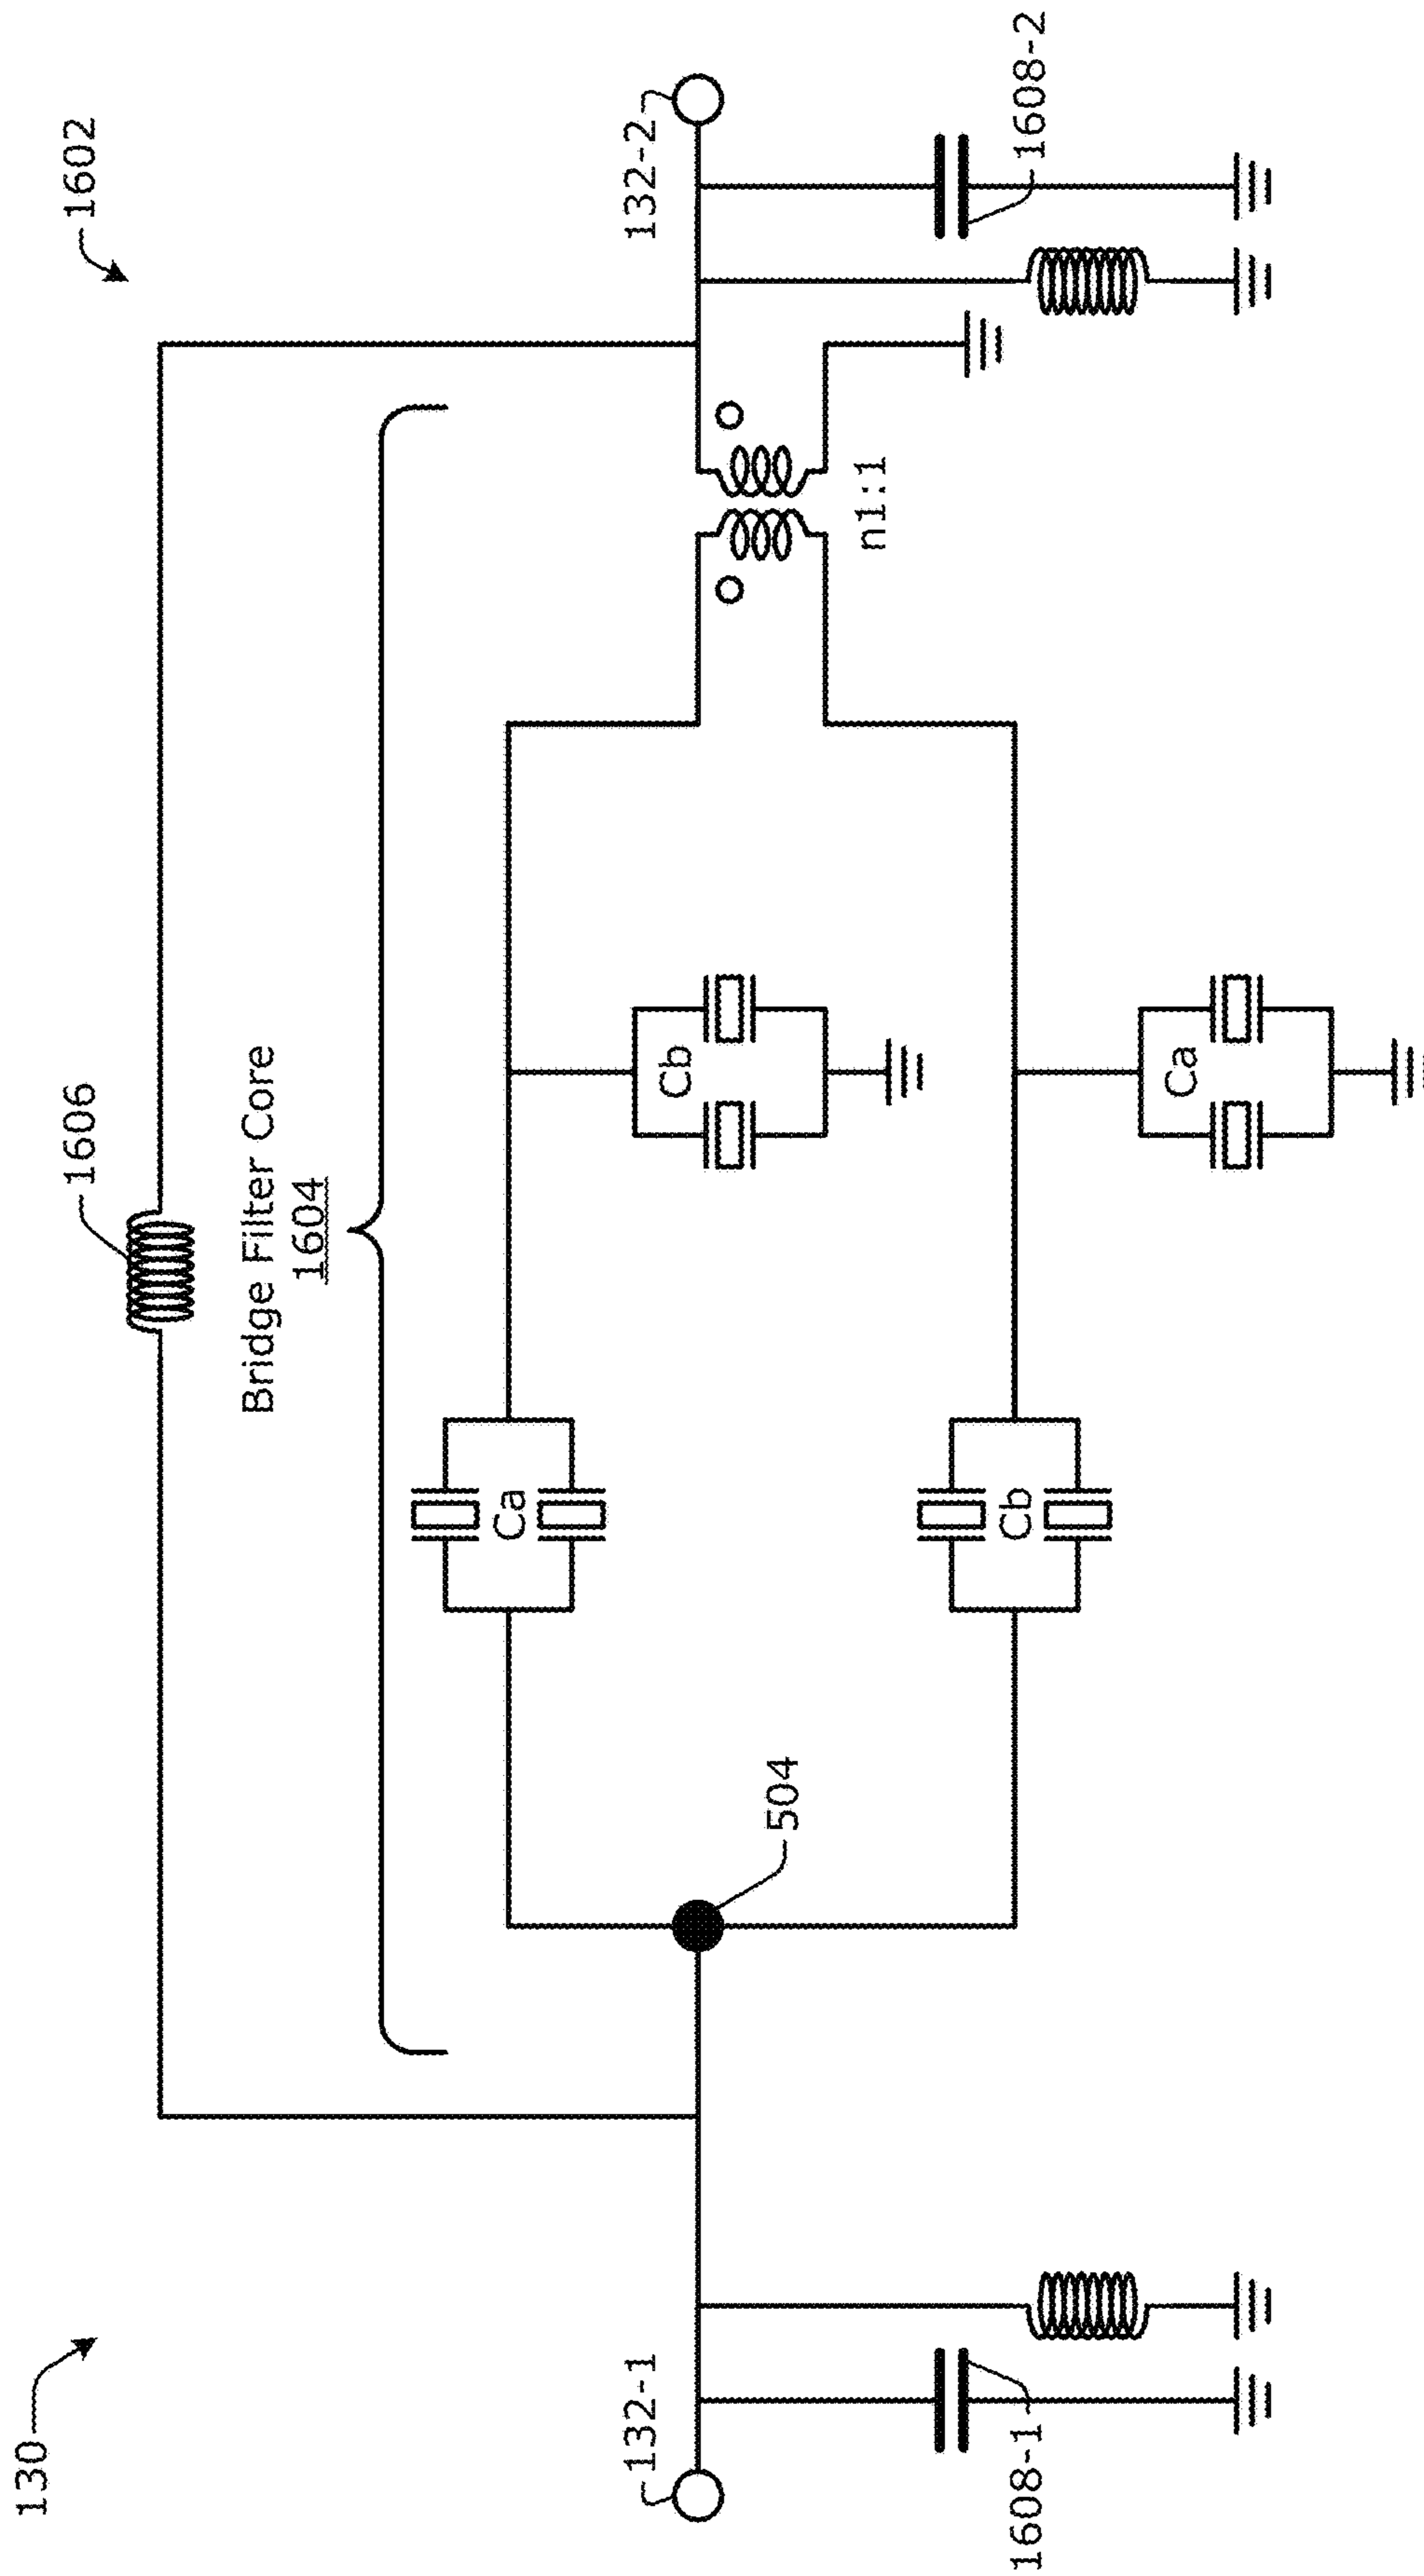 130
1602
1606
Bridge Filter Core
1604
132-1
132-2
Ca
Cb
Cb
Ca
504
n1:1
1608-1
1608-2